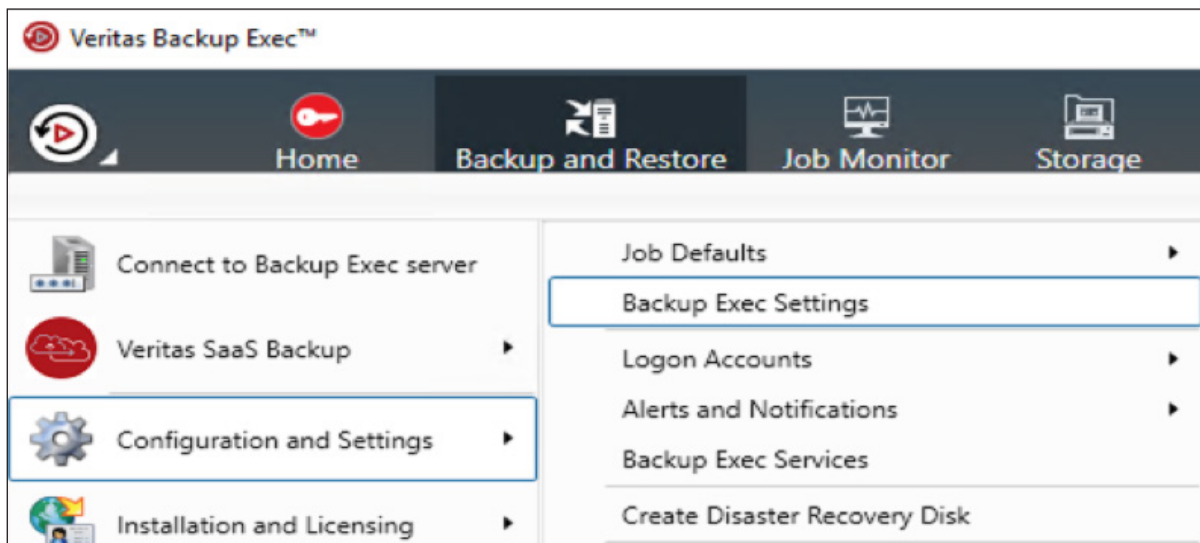 Veritas Backup Exec™
Home
Backup and Restore
Job Monitor
Storage
Connect to Backup Exec server
Veritas SaaS Backup
Configuration and Settings
Installation and Licensing
Job Defaults
Backup Exec Settings
Logon Accounts
Alerts and Notifications
Backup Exec Services
Create Disaster Recovery Disk